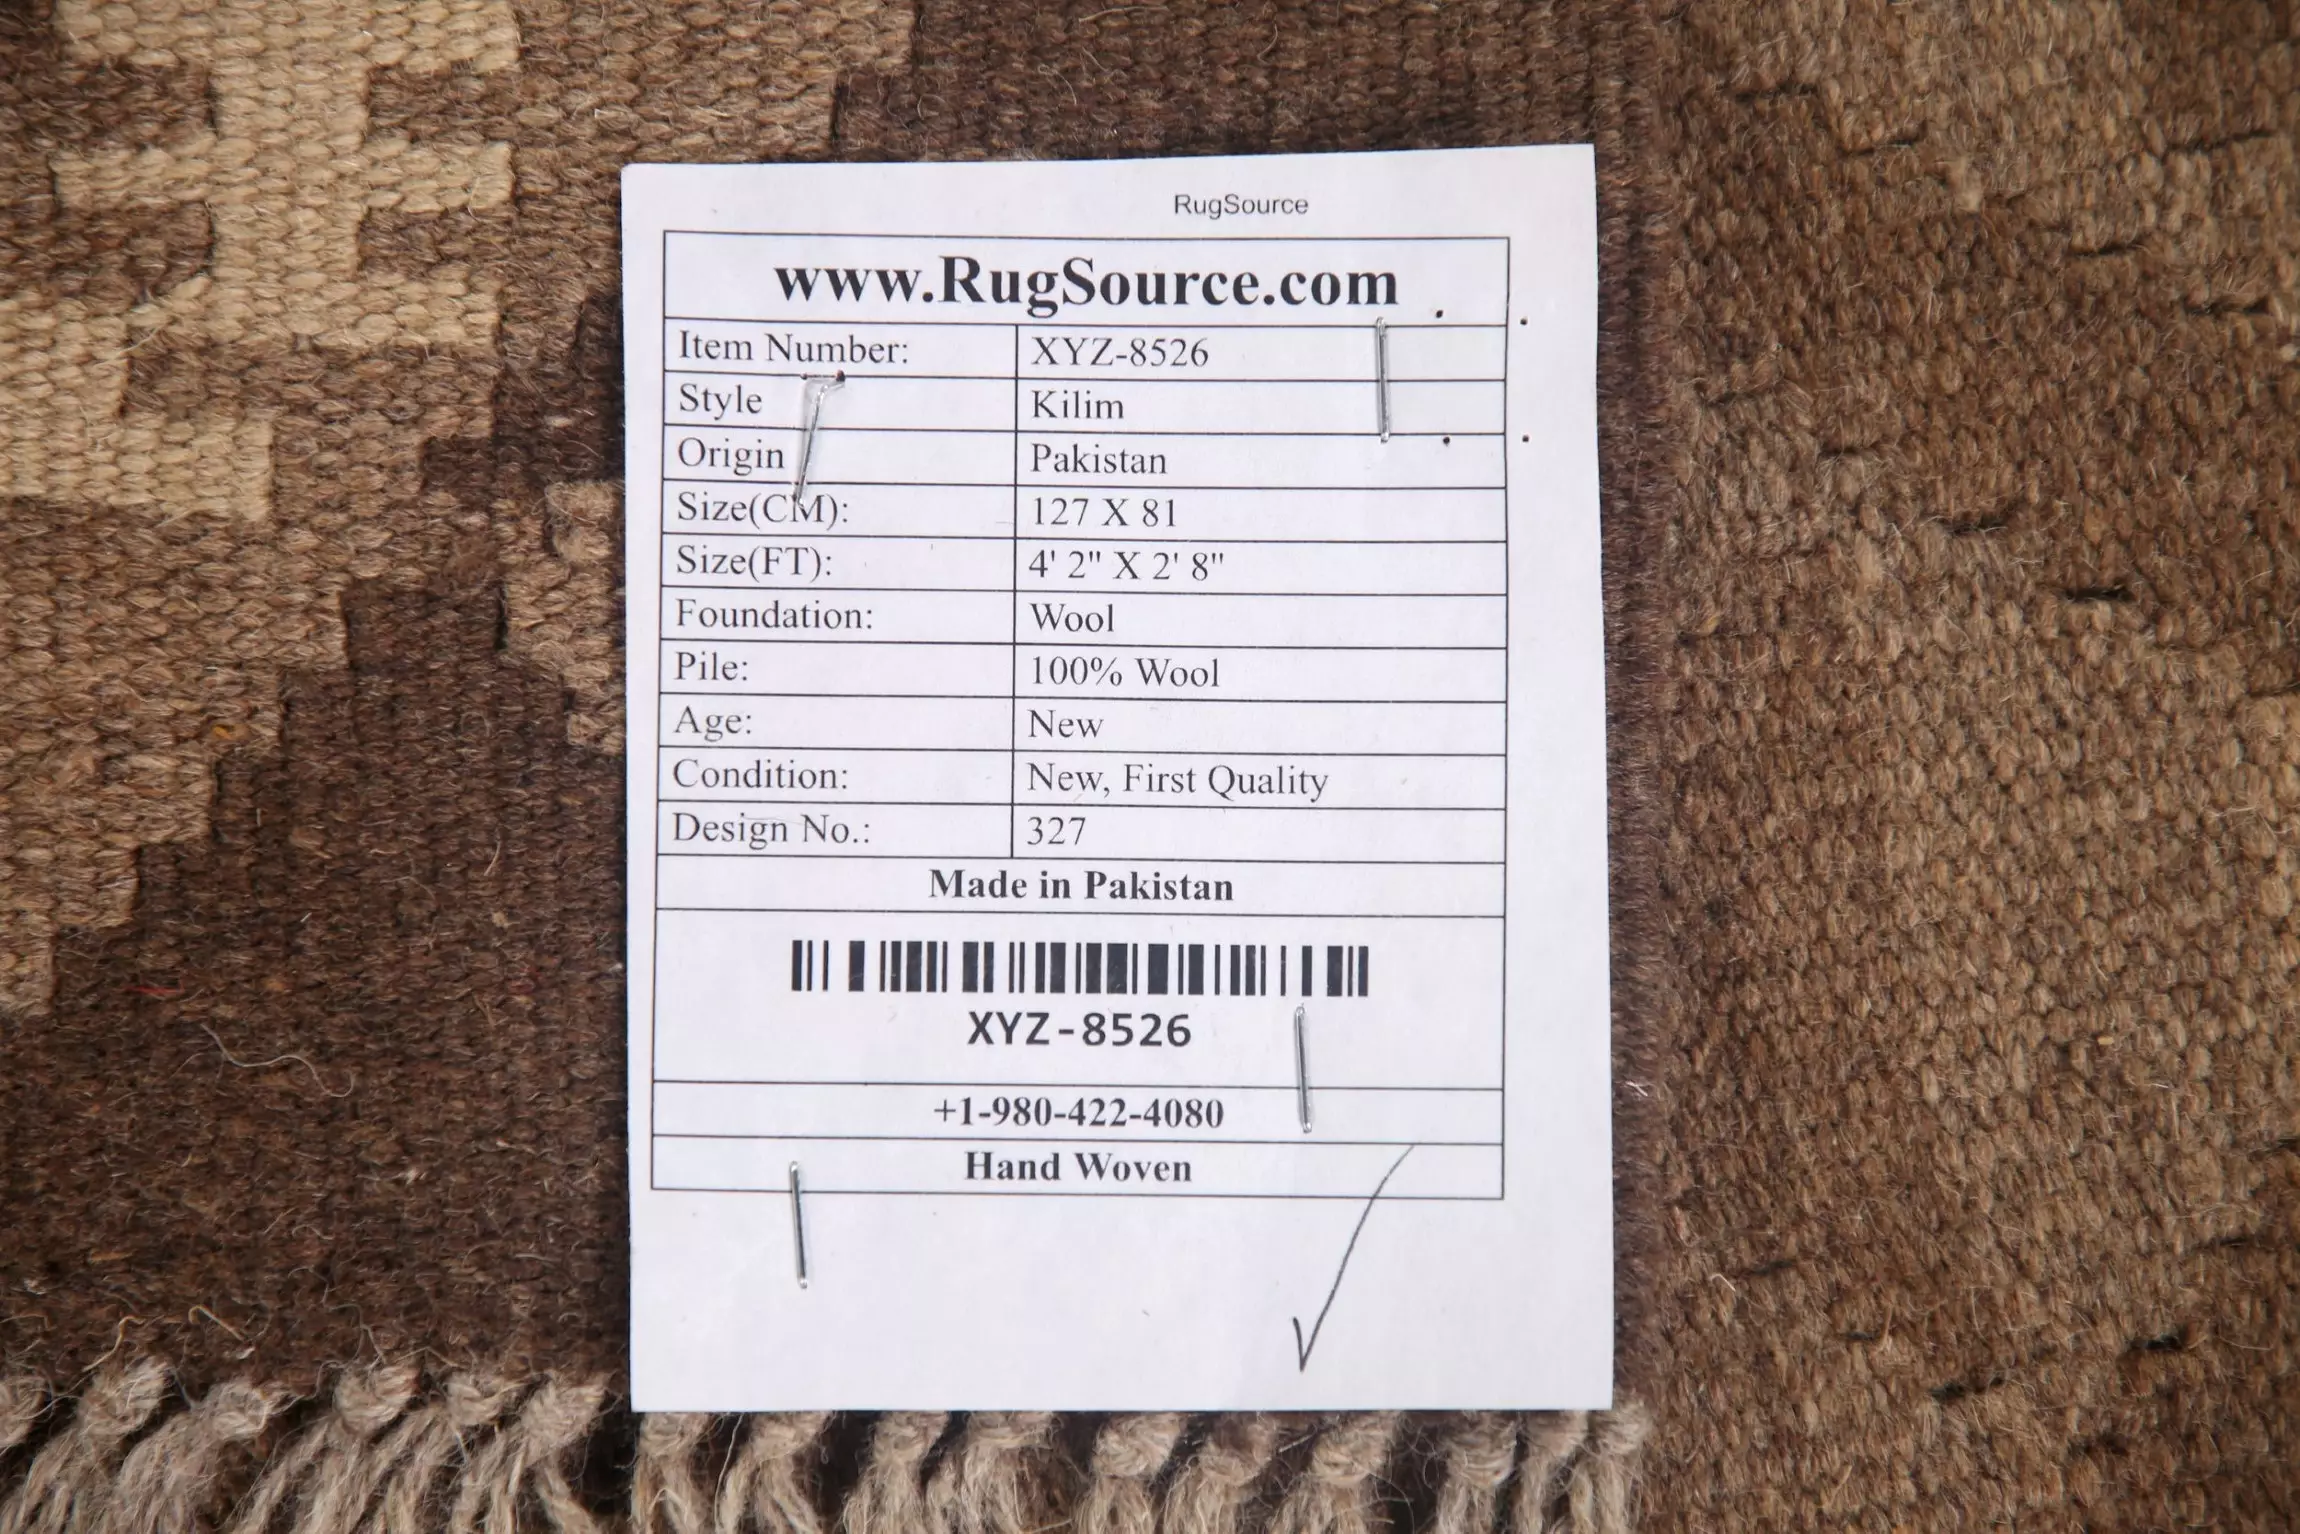 RugSource
www.RugSource.com
Item Number: XYZ-8526
Style Kilim
Origin Pakistan
Size(CM): 127 X 81
Size(FT): 4' 2" X 2' 8"
Foundation: Wool
Pile: 100% Wool
Age: New
Condition: New, First Quality
Design No.: 327
Made in Pakistan
XYZ-8526
+1-980-422-4080
Hand Woven